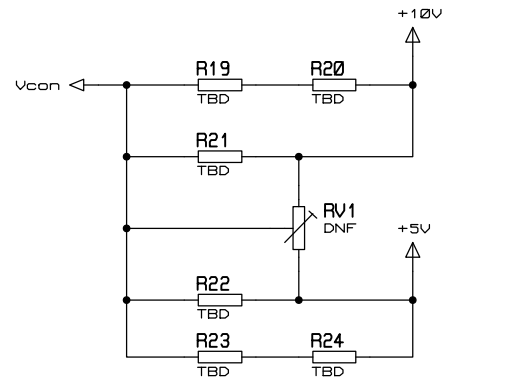 +10V
R19
R20
Vcon
TBD
TBD
R21
TBD
RV1
DNF
+5V
R22
TBD
R23
R24
TBD
TBD